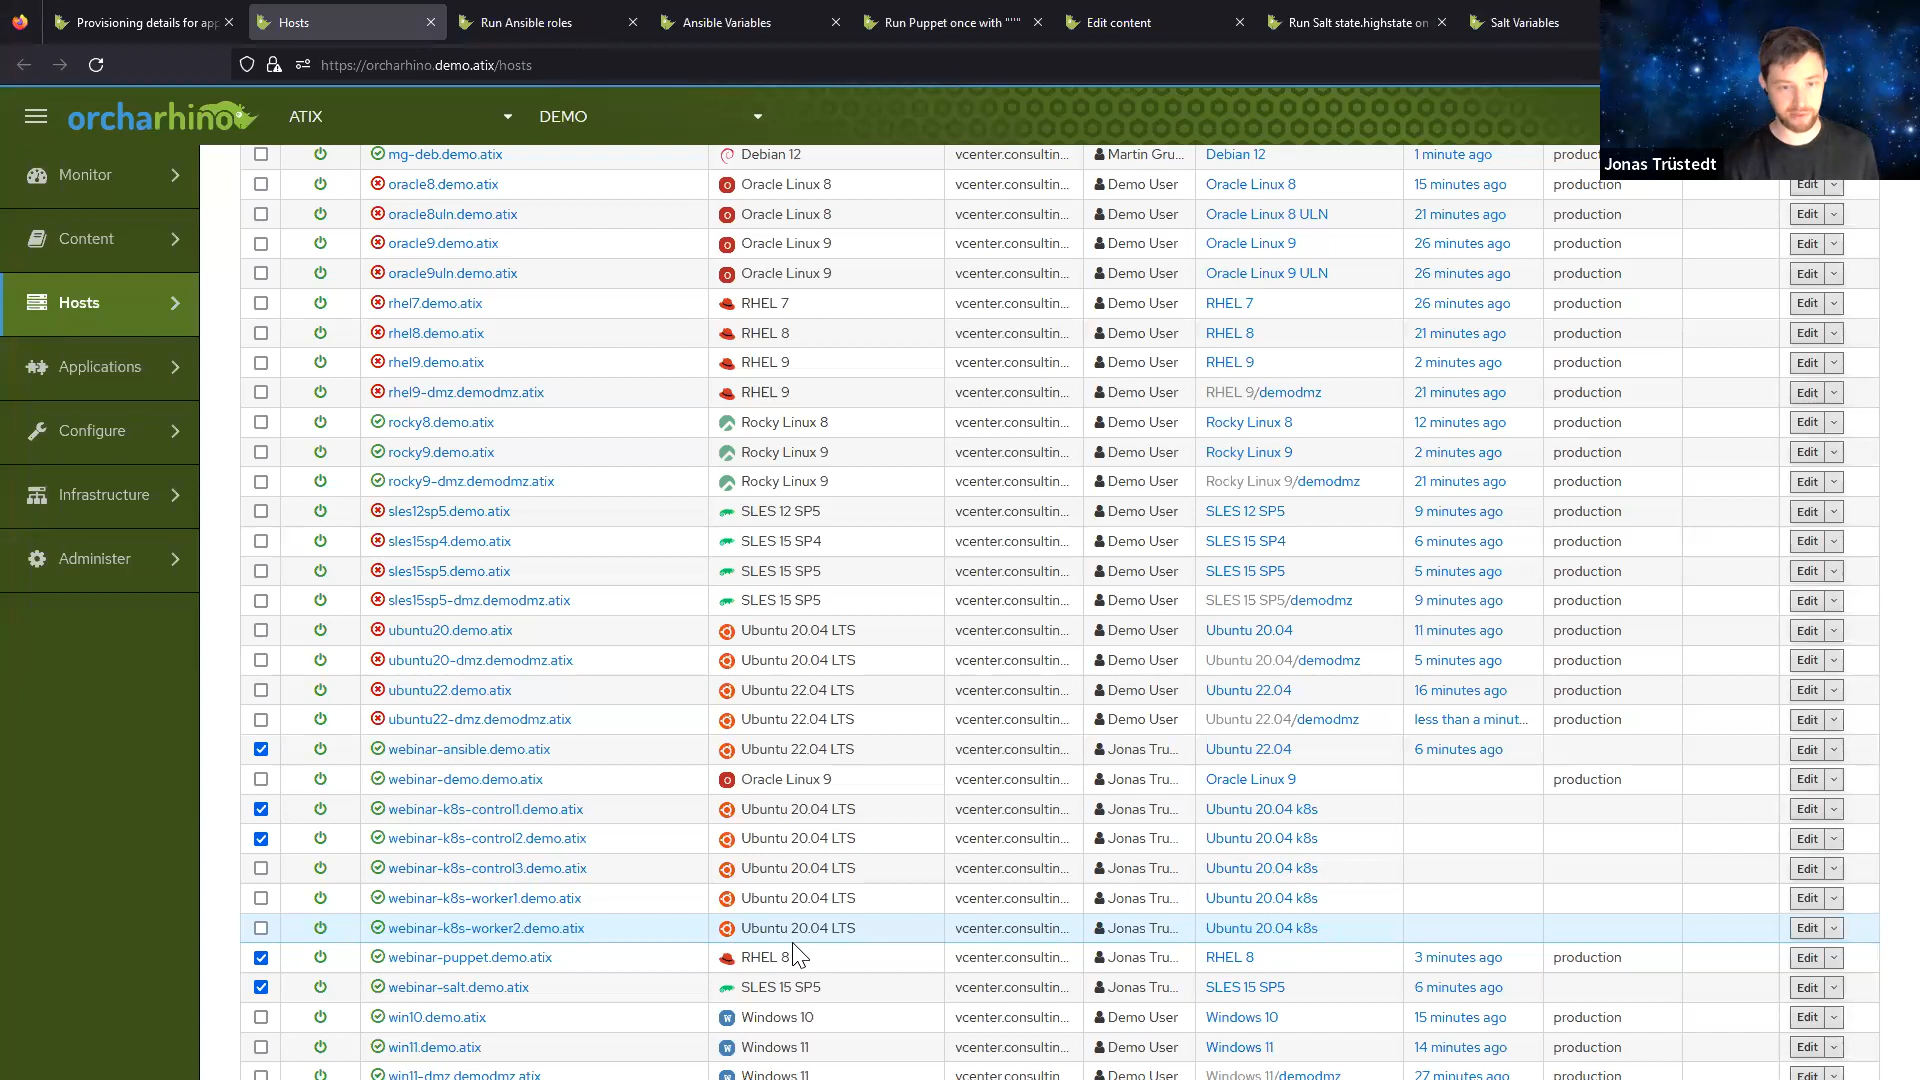 Provisioning details for app
Hosts
Run Ansible roles
Ansible Variables
Run Puppet once with """
Edit content
Run Salt state.highstate on
Salt Variables
https://orcharhino.demo.atix/hosts
orcharhino
ATIX
DEMO
Jonas Trüstedt
Monitor
Content
Hosts
Applications
Configure
Infrastructure
Administer
mg-deb.demo.atix Debian 12 vcenter.consultin... Martin Gru... Debian 12 1 minute ago
oracle8.demo.atix Oracle Linux 8 vcenter.consultin... Demo User Oracle Linux 8 15 minutes ago production Edit
oracle8uln.demo.atix Oracle Linux 8 vcenter.consultin... Demo User Oracle Linux 8 ULN 21 minutes ago production Edit
oracle9.demo.atix Oracle Linux 9 vcenter.consultin... Demo User Oracle Linux 9 26 minutes ago production Edit
oracle9uln.demo.atix Oracle Linux 9 vcenter.consultin... Demo User Oracle Linux 9 ULN 26 minutes ago production Edit
rhel7.demo.atix RHEL 7 vcenter.consultin... Demo User RHEL 7 26 minutes ago production Edit
rhel8.demo.atix RHEL 8 vcenter.consultin... Demo User RHEL 8 21 minutes ago production Edit
rhel9.demo.atix RHEL 9 vcenter.consultin... Demo User RHEL 9 2 minutes ago production Edit
rhel9-dmz.demodmz.atix RHEL 9 vcenter.consultin... Demo User RHEL 9/demodmz 21 minutes ago production Edit
rocky8.demo.atix Rocky Linux 8 vcenter.consultin... Demo User Rocky Linux 8 12 minutes ago production Edit
rocky9.demo.atix Rocky Linux 9 vcenter.consultin... Demo User Rocky Linux 9 2 minutes ago production Edit
rocky9-dmz.demodmz.atix Rocky Linux 9 vcenter.consultin... Demo User Rocky Linux 9/demodmz 21 minutes ago production Edit
sles12sp5.demo.atix SLES 12 SP5 vcenter.consultin... Demo User SLES 12 SP5 9 minutes ago production Edit
sles15sp4.demo.atix SLES 15 SP4 vcenter.consultin... Demo User SLES 15 SP4 6 minutes ago production Edit
sles15sp5.demo.atix SLES 15 SP5 vcenter.consultin... Demo User SLES 15 SP5 5 minutes ago production Edit
sles15sp5-dmz.demodmz.atix SLES 15 SP5 vcenter.consultin... Demo User SLES 15 SP5/demodmz 9 minutes ago production Edit
ubuntu20.demo.atix Ubuntu 20.04 LTS vcenter.consultin... Demo User Ubuntu 20.04 11 minutes ago production Edit
ubuntu20-dmz.demodmz.atix Ubuntu 20.04 LTS vcenter.consultin... Demo User Ubuntu 20.04/demodmz 5 minutes ago production Edit
ubuntu22.demo.atix Ubuntu 22.04 LTS vcenter.consultin... Demo User Ubuntu 22.04 16 minutes ago production Edit
ubuntu22-dmz.demodmz.atix Ubuntu 22.04 LTS vcenter.consultin... Demo User Ubuntu 22.04/demodmz less than a minut... production Edit
webinar-ansible.demo.atix Ubuntu 22.04 LTS vcenter.consultin... Jonas Tru... Ubuntu 22.04 6 minutes ago Edit
webinar-demo.demo.atix Oracle Linux 9 vcenter.consultin... Jonas Tru... Oracle Linux 9 production Edit
webinar-k8s-control1.demo.atix Ubuntu 20.04 LTS vcenter.consultin... Jonas Tru... Ubuntu 20.04 k8s Edit
webinar-k8s-control2.demo.atix Ubuntu 20.04 LTS vcenter.consultin... Jonas Tru... Ubuntu 20.04 k8s Edit
webinar-k8s-control3.demo.atix Ubuntu 20.04 LTS vcenter.consultin... Jonas Tru... Ubuntu 20.04 k8s Edit
webinar-k8s-worker1.demo.atix Ubuntu 20.04 LTS vcenter.consultin... Jonas Tru... Ubuntu 20.04 k8s Edit
webinar-k8s-worker2.demo.atix Ubuntu 20.04 LTS vcenter.consultin... Jonas Tru... Ubuntu 20.04 k8s Edit
webinar-puppet.demo.atix RHEL 8 vcenter.consultin... Jonas Tru... RHEL 8 3 minutes ago production Edit
webinar-salt.demo.atix SLES 15 SP5 vcenter.consultin... Jonas Tru... SLES 15 SP5 6 minutes ago Edit
win10.demo.atix Windows 10 vcenter.consultin... Demo User Windows 10 15 minutes ago production Edit
win11.demo.atix Windows 11 vcenter.consultin... Demo User Windows 11 14 minutes ago production Edit
win11-dmz.demodmz.atix Windows 11 vcenter.consultin... Demo User Windows 11/demodmz 27 minutes ago production Edit